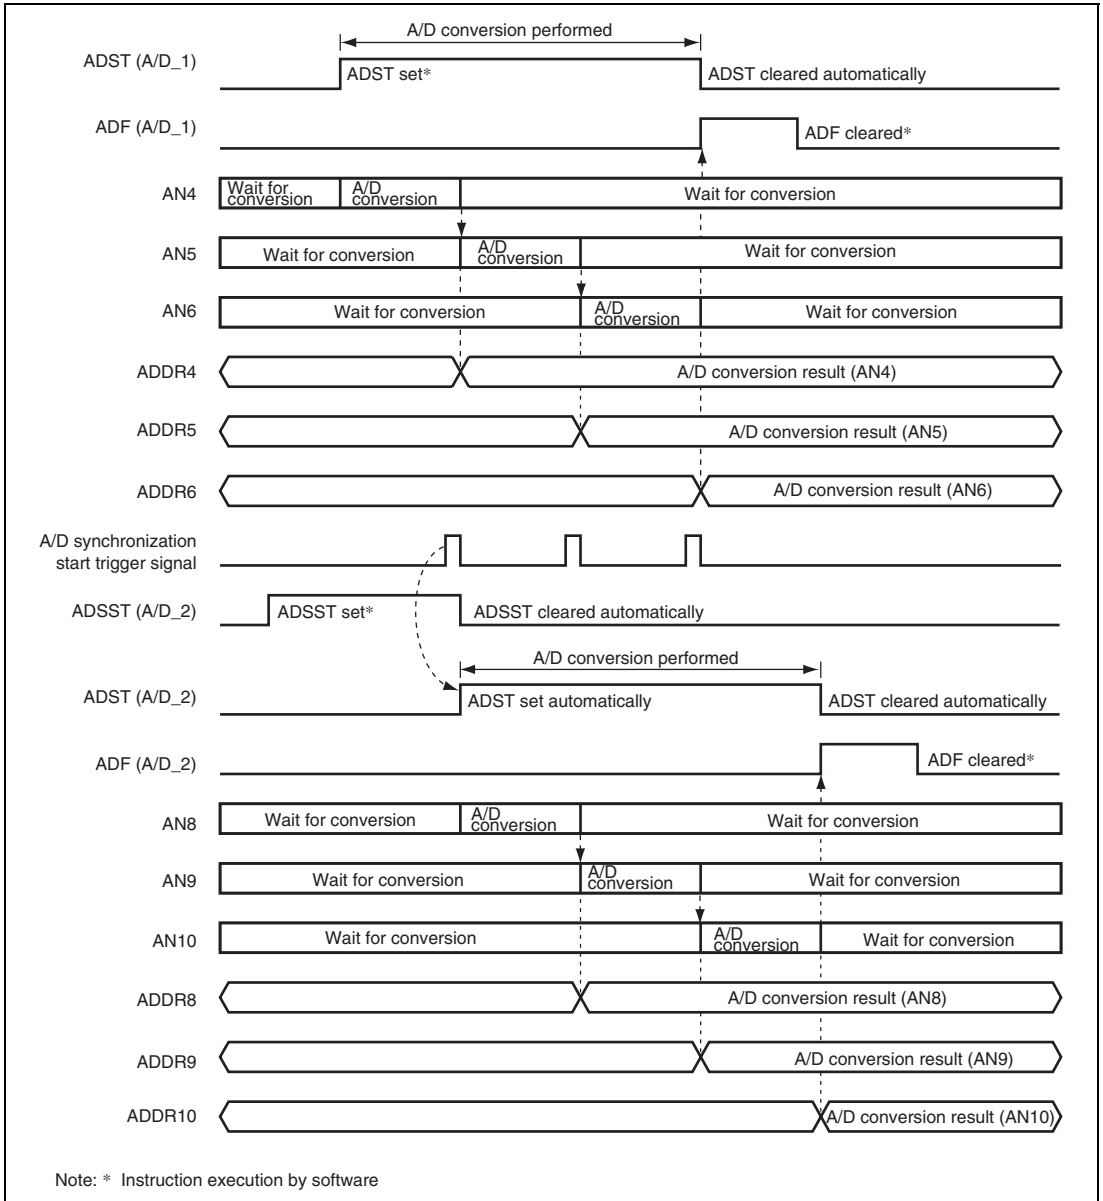 A/D conversion performed
ADST (A/D_1)
ADST set*
ADST cleared automatically
ADF (A/D_1)
ADF cleared*
AN4
Wait for
conversion
A/D
conversion
Wait for conversion
AN5
Wait for conversion
A/D
conversion
Wait for conversion
AN6
Wait for conversion
A/D
conversion
Wait for conversion
ADDR4
A/D conversion result (AN4)
ADDR5
A/D conversion result (AN5)
ADDR6
A/D conversion result (AN6)
A/D synchronization
start trigger signal
ADSST (A/D_2)
ADSST set*
ADSST cleared automatically
A/D conversion performed
ADST (A/D_2)
ADST set automatically
ADST cleared automatically
ADF (A/D_2)
ADF cleared*
AN8
Wait for conversion
A/D
conversion
Wait for conversion
AN9
Wait for conversion
A/D
conversion
Wait for conversion
AN10
Wait for conversion
A/D
conversion
Wait for conversion
ADDR8
A/D conversion result (AN8)
ADDR9
A/D conversion result (AN9)
ADDR10
A/D conversion result (AN10)
Note: * Instruction execution by software